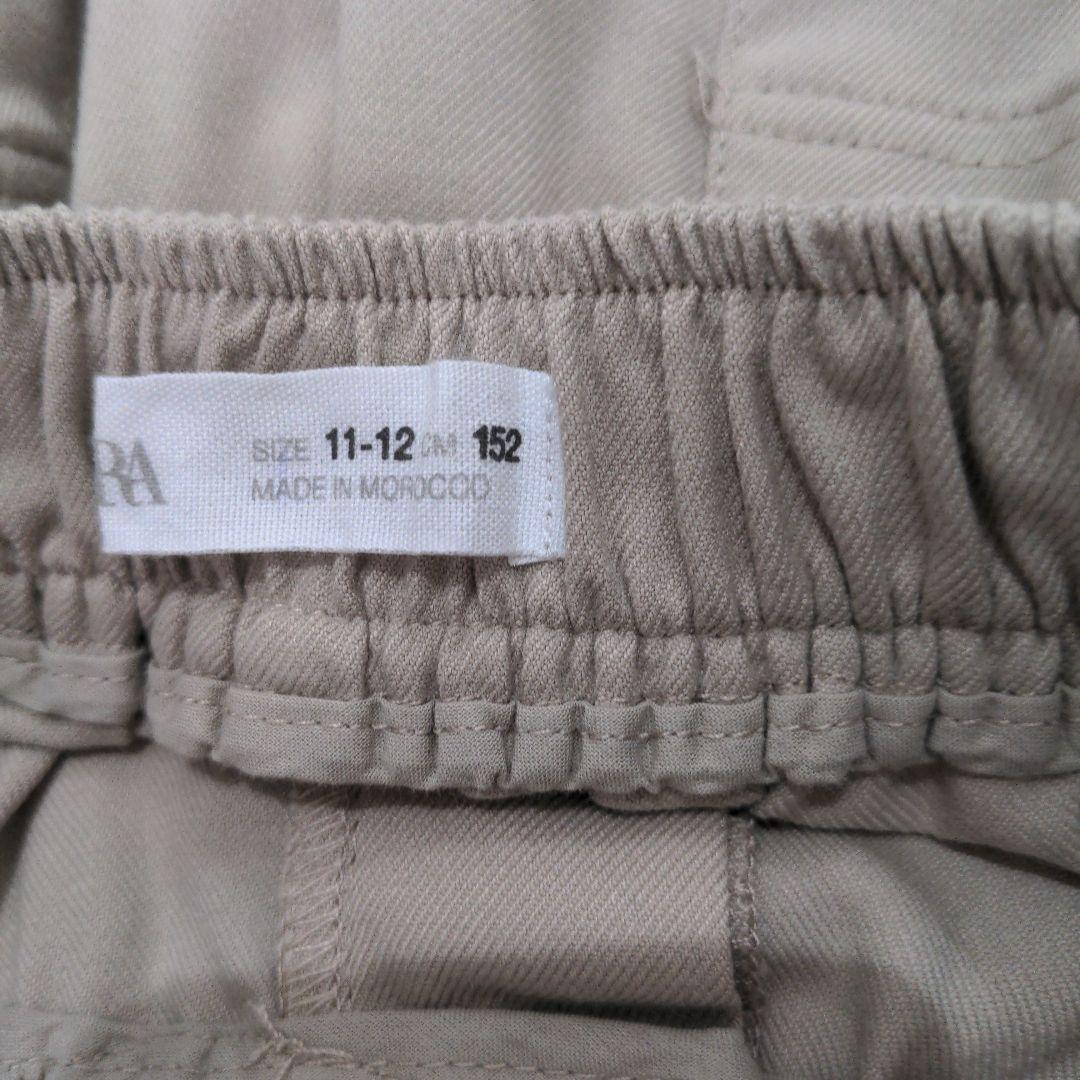 RA
SIZE 11-12 CM 152
MADE IN MOROCCO